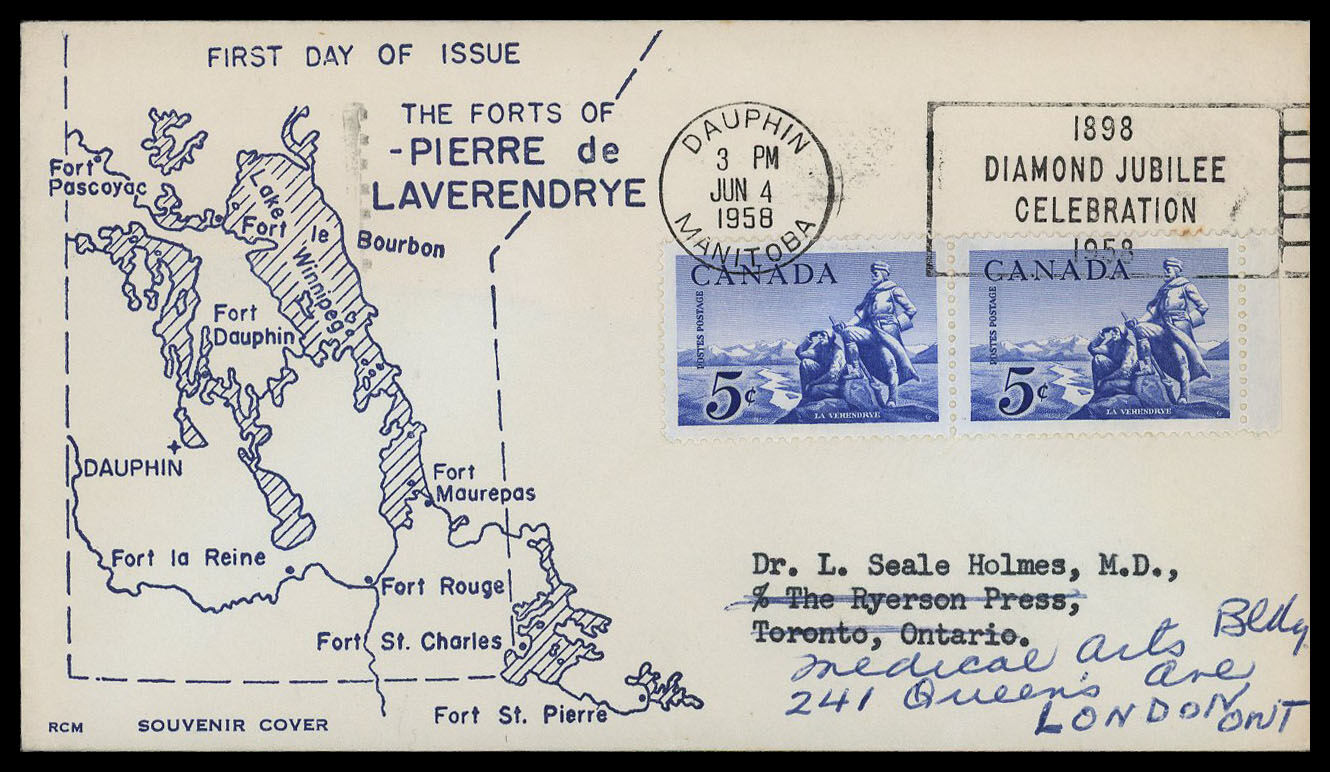 FIRST DAY OF ISSUE
THE FORTS OF
-PIERRE de
LAVERENDRYE
Fort
Pascoyac
Lake
Winnipeg
Fort le
Bourbon
Fort
Dauphin
DAUPHIN
Fort
Maurepas
Fort la Reine
Fort Rouge
Fort St. Charles
Fort St. Pierre
RCM SOUVENIR COVER
DAUPHIN
3 PM
JUN 4
1958
MANITOBA
1898
DIAMOND JUBILEE
CELEBRATION
1958
CANADA
POSTES POSTAGE
5¢
LA VERENDRYE
CANADA
POSTES POSTAGE
5¢
LA VERENDRYE
Dr. L. Seale Holmes, M.D.,
% The Ryerson Press,
Toronto, Ontario.
Medical Arts Bldg
241 Queens Ave
LONDON
ONT